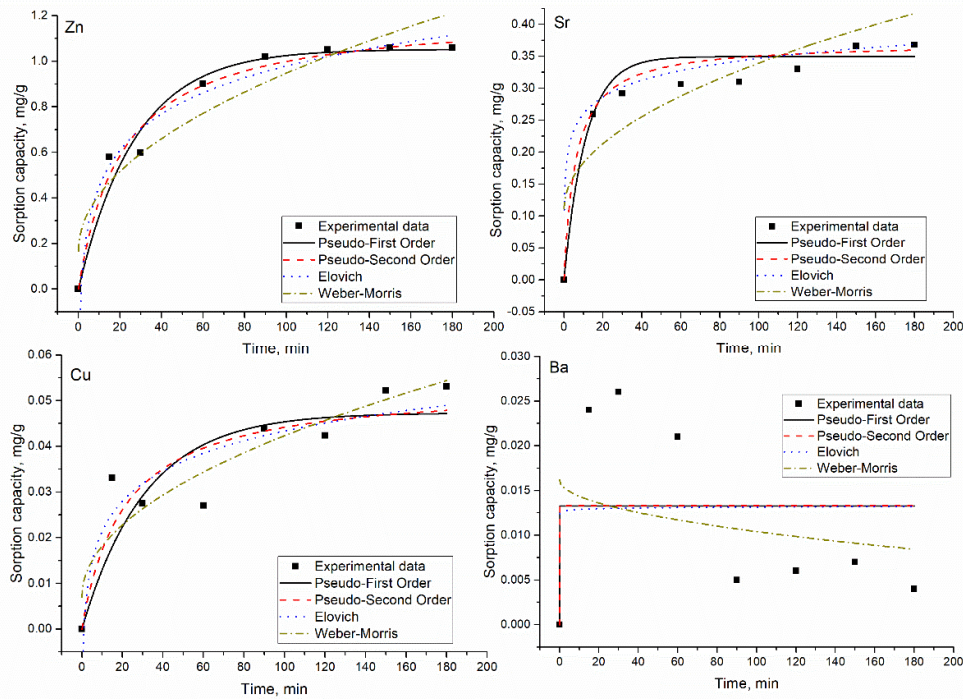 Zn
Sorption capacity, mg/g
1.2
1.0
0.8
0.6
0.4
0.2
0.0
Experimental data
Pseudo-First Order
Pseudo-Second Order
Elovich
Weber-Morris
0 20 40 60 80 100 120 140 160 180 200
Time, min
Sr
Sorption capacity, mg/g
0.40
0.35
0.30
0.25
0.20
0.15
0.10
0.05
0.00
-0.05
Experimental data
Pseudo-First Order
Pseudo-Second Order
Elovich
Weber-Morris
0 20 40 60 80 100 120 140 160 180 200
Time, min
Cu
Sorption capacity, mg/g
0.06
0.05
0.04
0.03
0.02
0.01
0.00
Experimental data
Pseudo-First Order
Pseudo-Second Order
Elovich
Weber-Morris
0 20 40 60 80 100 120 140 160 180 200
Time, min
Ba
Sorption capacity, mg/g
0.030
0.025
0.020
0.015
0.010
0.005
0.000
Experimental data
Pseudo-First Order
Pseudo-Second Order
Elovich
Weber-Morris
0 20 40 60 80 100 120 140 160 180 200
Time, min